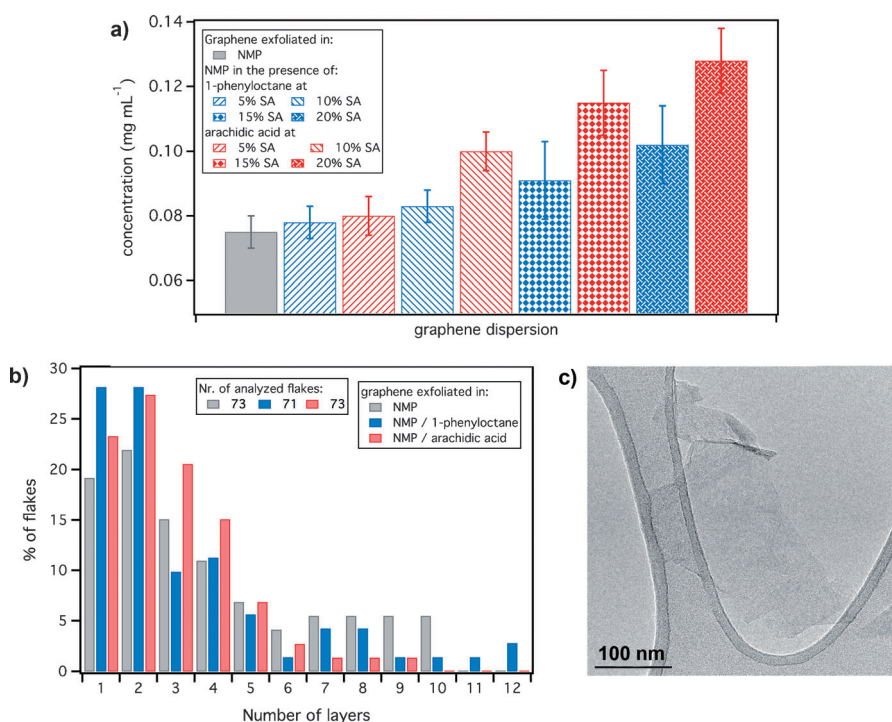 a)
0.14
0.12
0.10
0.08
0.06
concentration (mg mL⁻¹)
Graphene exfoliated in:
NMP
NMP in the presence of:
1-phenyloctane at
5% SA 10% SA
15% SA 20% SA
arachidic acid at
5% SA 10% SA
15% SA 20% SA
graphene dispersion
b)
30
25
20
15
10
5
0
% of flakes
Nr. of analyzed flakes:
73 71 73
graphene exfoliated in:
NMP
NMP / 1-phenyloctane
NMP / arachidic acid
1 2 3 4 5 6 7 8 9 10 11 12
Number of layers
c)
100 nm